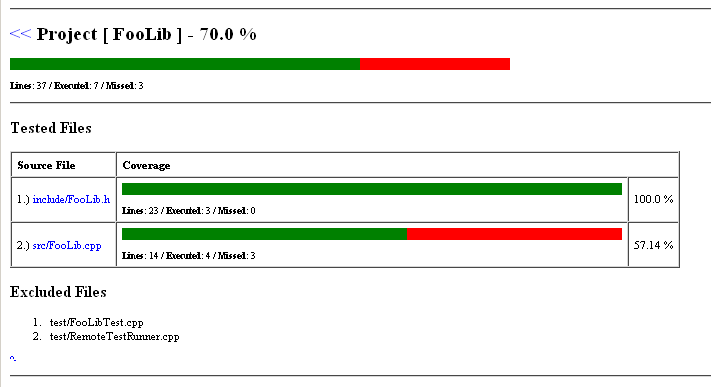 << Project [ FooLib ] - 70.0 %
Lines: 37 / Executed: 7 / Missed: 3
Tested Files
Source File Coverage
1.) include/FooLib.h
Lines: 23 / Executed: 3 / Missed: 0
100.0 %
2.) src/FooLib.cpp
Lines: 14 / Executed: 4 / Missed: 3
57.14 %
Excluded Files
1. test/FooLibTest.cpp
2. test/RemoteTestRunner.cpp
^